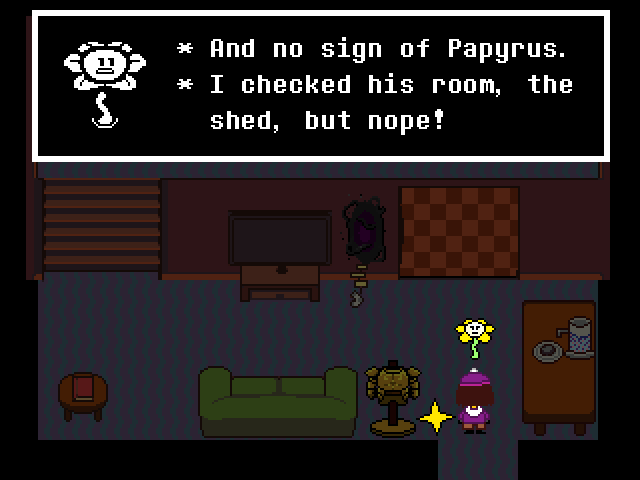 * And no sign of Papyrus.
* I checked his room, the
shed, but nope!